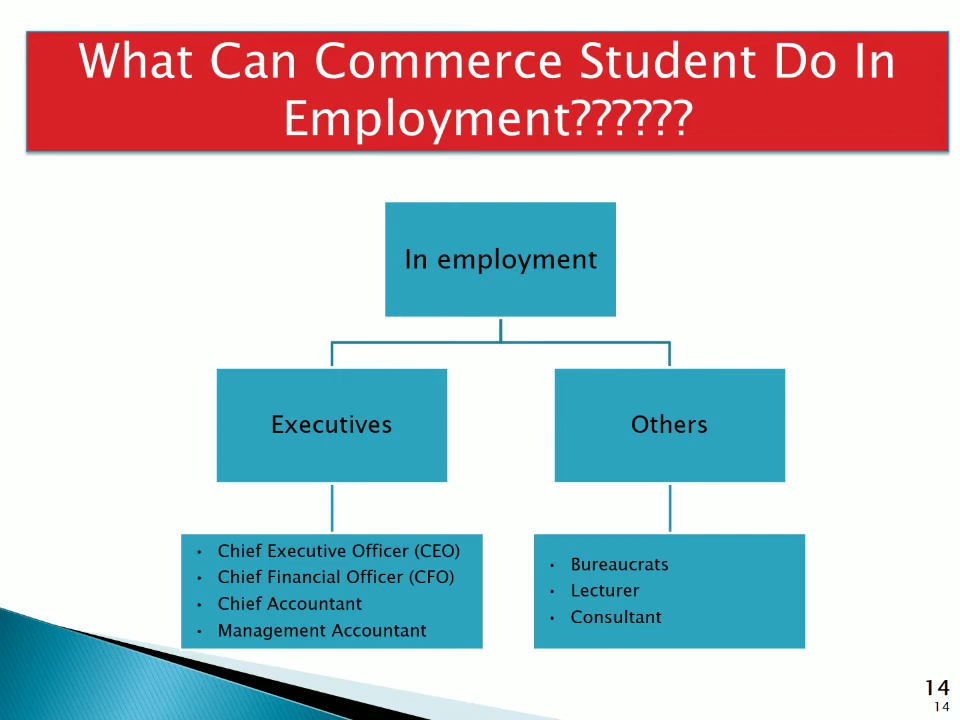 What Can Commerce Student Do In
Employment??????
In employment
Executives
Others
• Chief Executive Officer (CEO)
• Chief Financial Officer (CFO)
• Chief Accountant
• Management Accountant
• Bureaucrats
• Lecturer
• Consultant
14
14